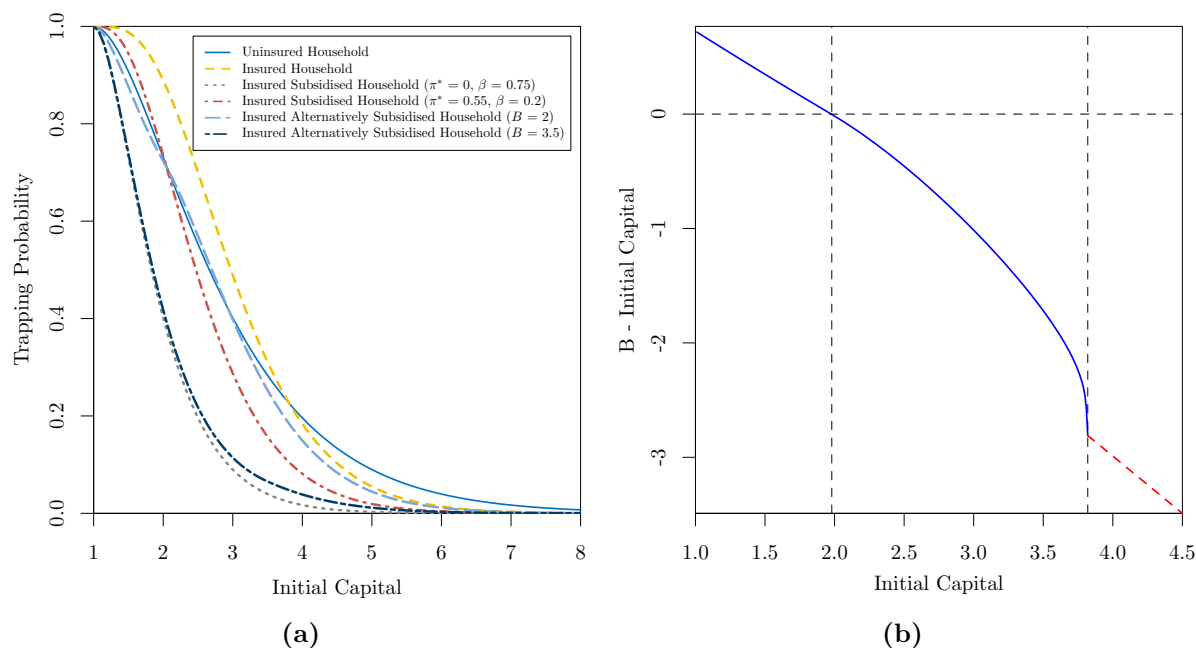 Uninsured Household
Insured Household
Insured Subsidised Household (π* = 0, β = 0.75)
Insured Subsidised Household (π* = 0.55, β = 0.2)
Insured Alternatively Subsidised Household (B = 2)
Insured Alternatively Subsidised Household (B = 3.5)
Trapping Probability
1.0
0.8
0.6
0.4
0.2
0.0
1 2 3 4 5 6 7 8
Initial Capital
(a)
B - Initial Capital
0
-1
-2
-3
1.0 1.5 2.0 2.5 3.0 3.5 4.0 4.5
Initial Capital
(b)